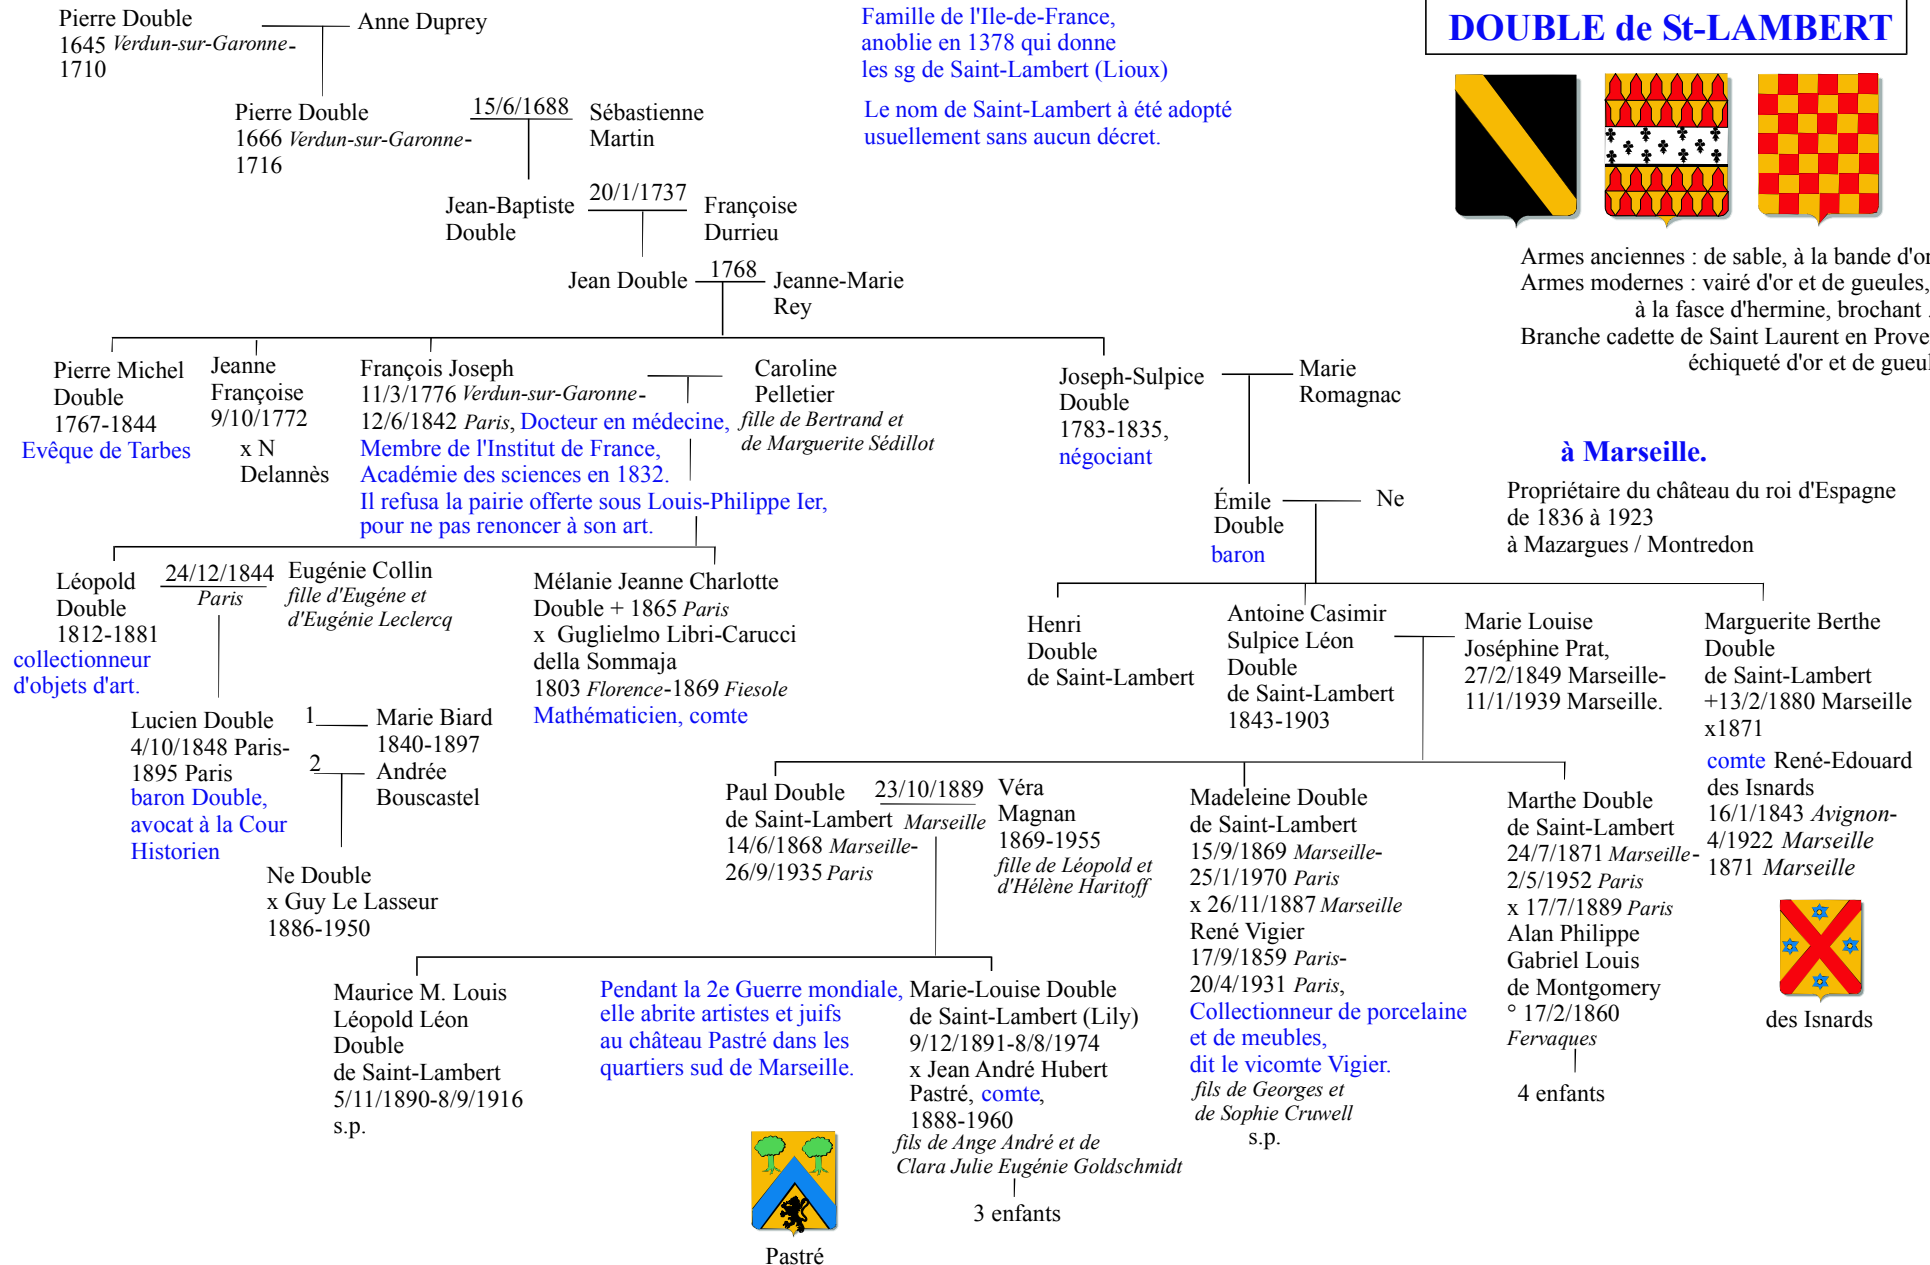 DOUBLE de St-LAMBERT
Famille de l'Ile-de-France,
anoblie en 1378 qui donne
les sg de Saint-Lambert (Lioux)
Le nom de Saint-Lambert à été adopté
usuellement sans aucun décret.
Pierre Double
1645 Verdun-sur-Garonne-
1710
Anne Duprey
Pierre Double
1666 Verdun-sur-Garonne-
1716
15/6/1688
Sébastienne
Martin
Jean-Baptiste
Double
20/1/1737
Françoise
Durrieu
Jean Double
1768
Jeanne-Marie
Rey
Armes anciennes : de sable, à la bande d'or
Armes modernes : vairé d'or et de gueules,
à la fasce d'hermine, brochant
Branche cadette de Saint Laurent en Prove
échiqueté d'or et de gueul
Pierre Michel
Double
1767-1844
Evêque de Tarbes
Jeanne
Françoise
9/10/1772
x N
Delannès
François Joseph
11/3/1776 Verdun-sur-Garonne-
12/6/1842 Paris, Docteur en médecine,
Membre de l'Institut de France,
Académie des sciences en 1832.
Il refusa la pairie offerte sous Louis-Philippe Ier,
pour ne pas renoncer à son art.
Caroline
Pelletier
fille de Bertrand et
de Marguerite Sédillot
Joseph-Sulpice
Double
1783-1835,
négociant
Marie
Romagnac
à Marseille.
Propriétaire du château du roi d'Espagne
de 1836 à 1923
à Mazargues / Montredon
Émile
Double
baron
Ne
Léopold
Double
1812-1881
collectionneur
d'objets d'art.
24/12/1844
Paris
Eugénie Collin
fille d'Eugéne et
d'Eugénie Leclercq
Mélanie Jeanne Charlotte
Double + 1865 Paris
x Guglielmo Libri-Carucci
della Sommaja
1803 Florence-1869 Fiesole
Mathématicien, comte
Henri
Double
de Saint-Lambert
Antoine Casimir
Sulpice Léon
Double
de Saint-Lambert
1843-1903
Marie Louise
Joséphine Prat,
27/2/1849 Marseille-
11/1/1939 Marseille.
Marguerite Berthe
Double
de Saint-Lambert
+13/2/1880 Marseille
x1871
comte René-Edouard
des Isnards
16/1/1843 Avignon-
4/1922 Marseille
1871 Marseille
des Isnards
Lucien Double
4/10/1848 Paris-
1895 Paris
baron Double,
avocat à la Cour
Historien
1
Marie Biard
1840-1897
2
Andrée
Bouscastel
Ne Double
x Guy Le Lasseur
1886-1950
Paul Double
de Saint-Lambert
14/6/1868 Marseille-
26/9/1935 Paris
23/10/1889
Marseille
Véra
Magnan
1869-1955
fille de Léopold et
d'Hélène Haritoff
Madeleine Double
de Saint-Lambert
15/9/1869 Marseille-
25/1/1970 Paris
x 26/11/1887 Marseille
René Vigier
17/9/1859 Paris-
20/4/1931 Paris,
Collectionneur de porcelaine
et de meubles,
dit le vicomte Vigier.
fils de Georges et
de Sophie Cruwell
s.p.
Marthe Double
de Saint-Lambert
24/7/1871 Marseille-
2/5/1952 Paris
x 17/7/1889 Paris
Alan Philippe
Gabriel Louis
de Montgomery
° 17/2/1860
Fervaques
4 enfants
Maurice M. Louis
Léopold Léon
Double
de Saint-Lambert
5/11/1890-8/9/1916
s.p.
Pendant la 2e Guerre mondiale,
elle abrite artistes et juifs
au château Pastré dans les
quartiers sud de Marseille.
Marie-Louise Double
de Saint-Lambert (Lily)
9/12/1891-8/8/1974
x Jean André Hubert
Pastré, comte,
1888-1960
fils de Ange André et de
Clara Julie Eugénie Goldschmidt
3 enfants
Pastré